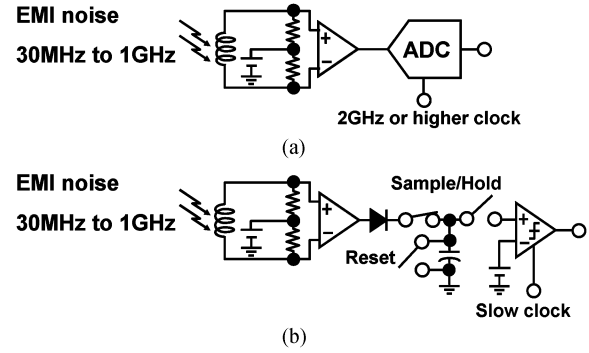 EMI noise
30MHz to 1GHz
+
−
ADC
2GHz or higher clock
(a)
EMI noise
30MHz to 1GHz
+
−
Sample/Hold
Reset
+
−
Slow clock
(b)